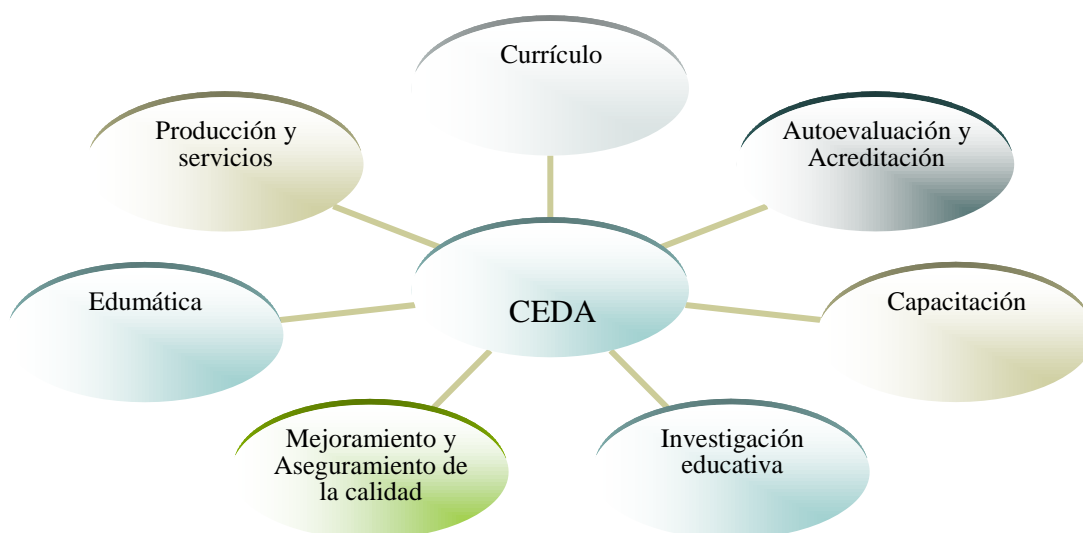 Currículo
Autoevaluación y
Acreditación
Capacitación
Investigación
educativa
Mejoramiento y
Aseguramiento de
la calidad
Edumática
Producción y
servicios
CEDA